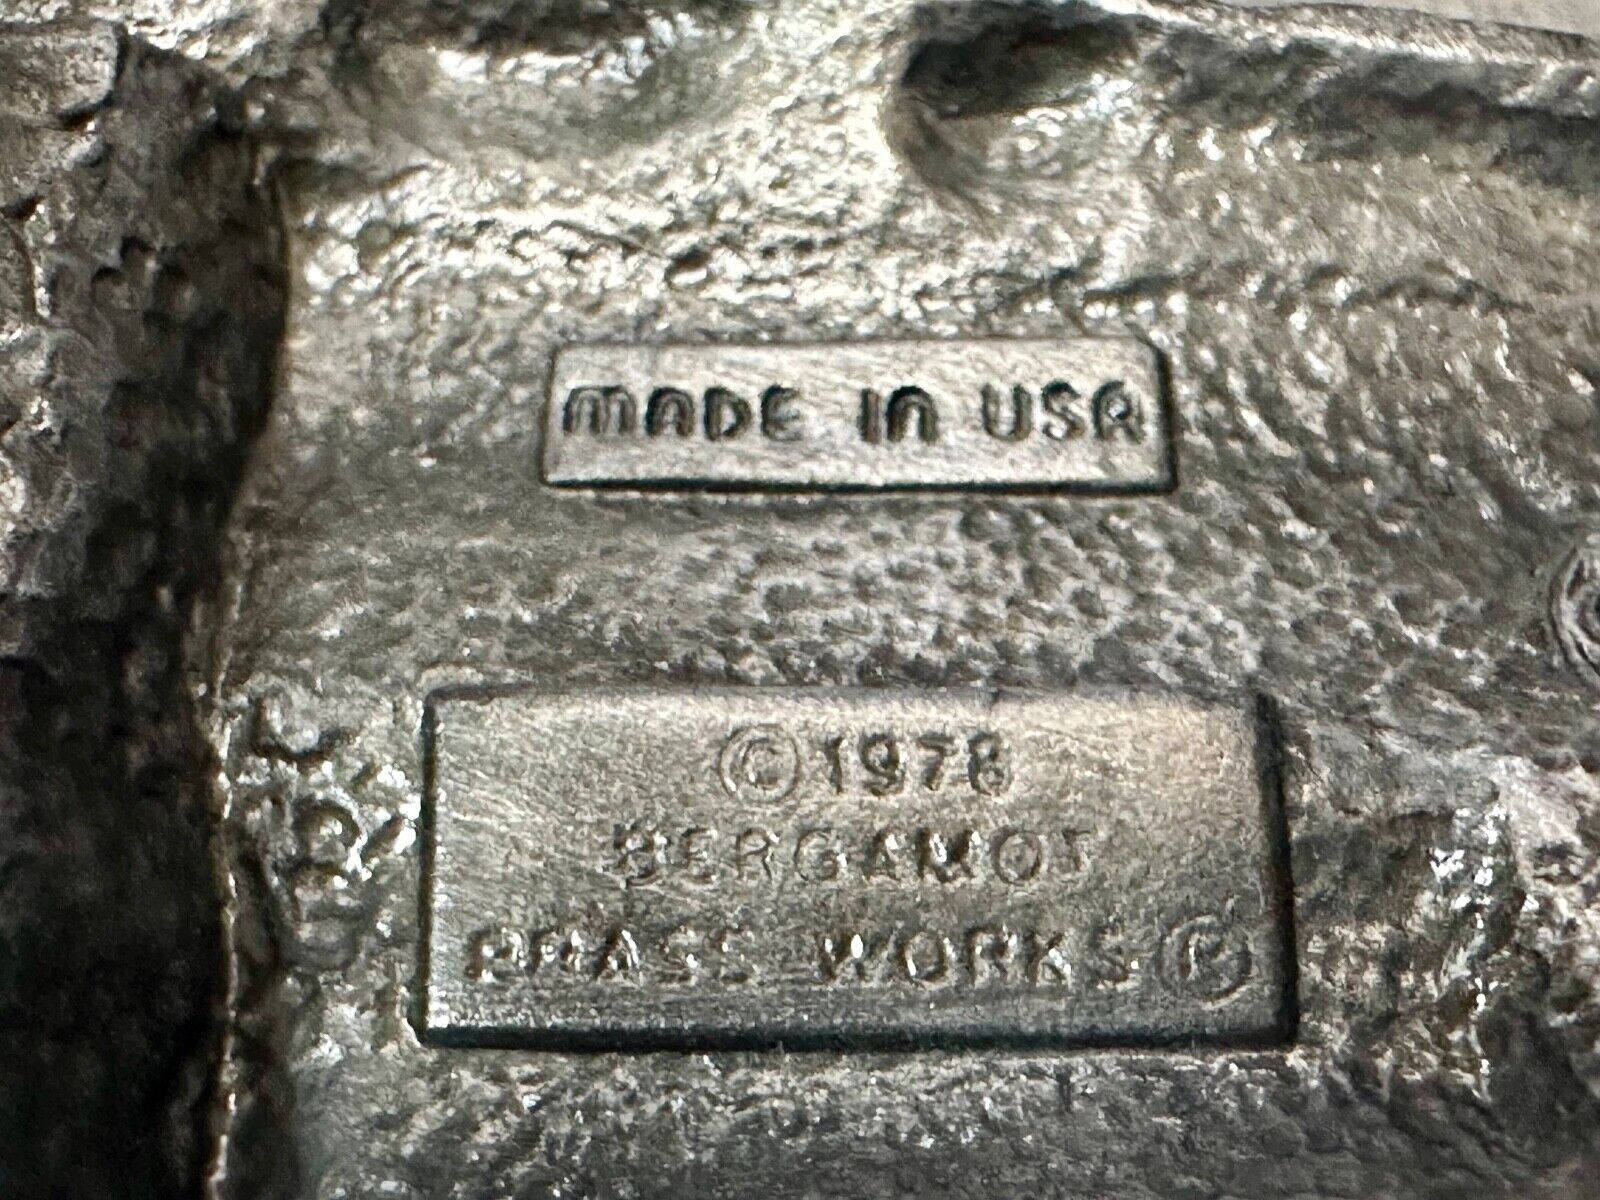 MADE IN USA
©1978
BERGAMOT
BRASS WORKS Ⓟ